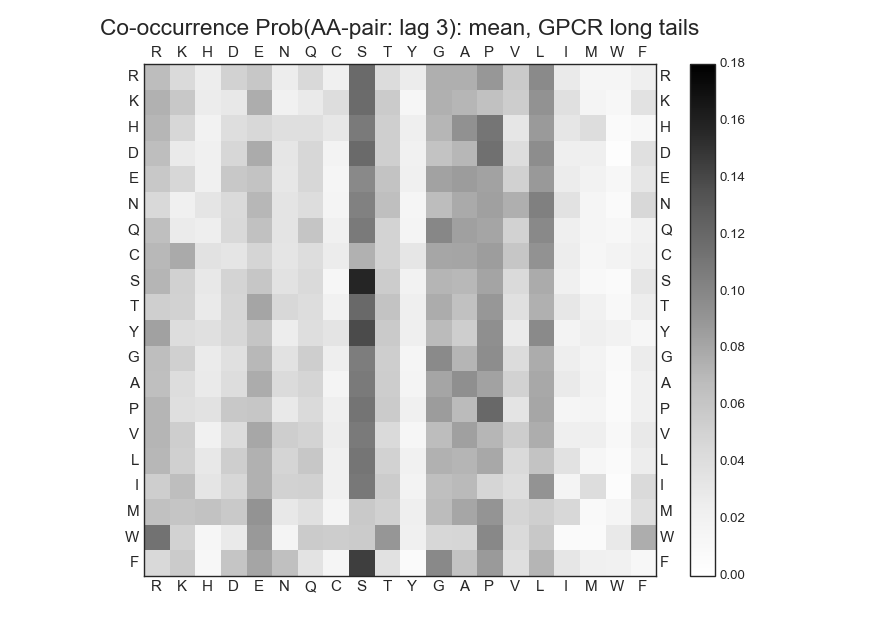 Co-occurrence Prob(AA-pair: lag 3): mean, GPCR long tails
R K H D E N Q C S T Y G A P V L I M W F
R R 0.18
K K
H H 0.16
D D
E E 0.14
N N
Q Q 0.12
C C
S S 0.10
T T
Y Y
G G 0.08
A A
P P 0.06
V V
L L 0.04
I I
M M 0.02
W W
F F 0.00
R K H D E N Q C S T Y G A P V L I M W F